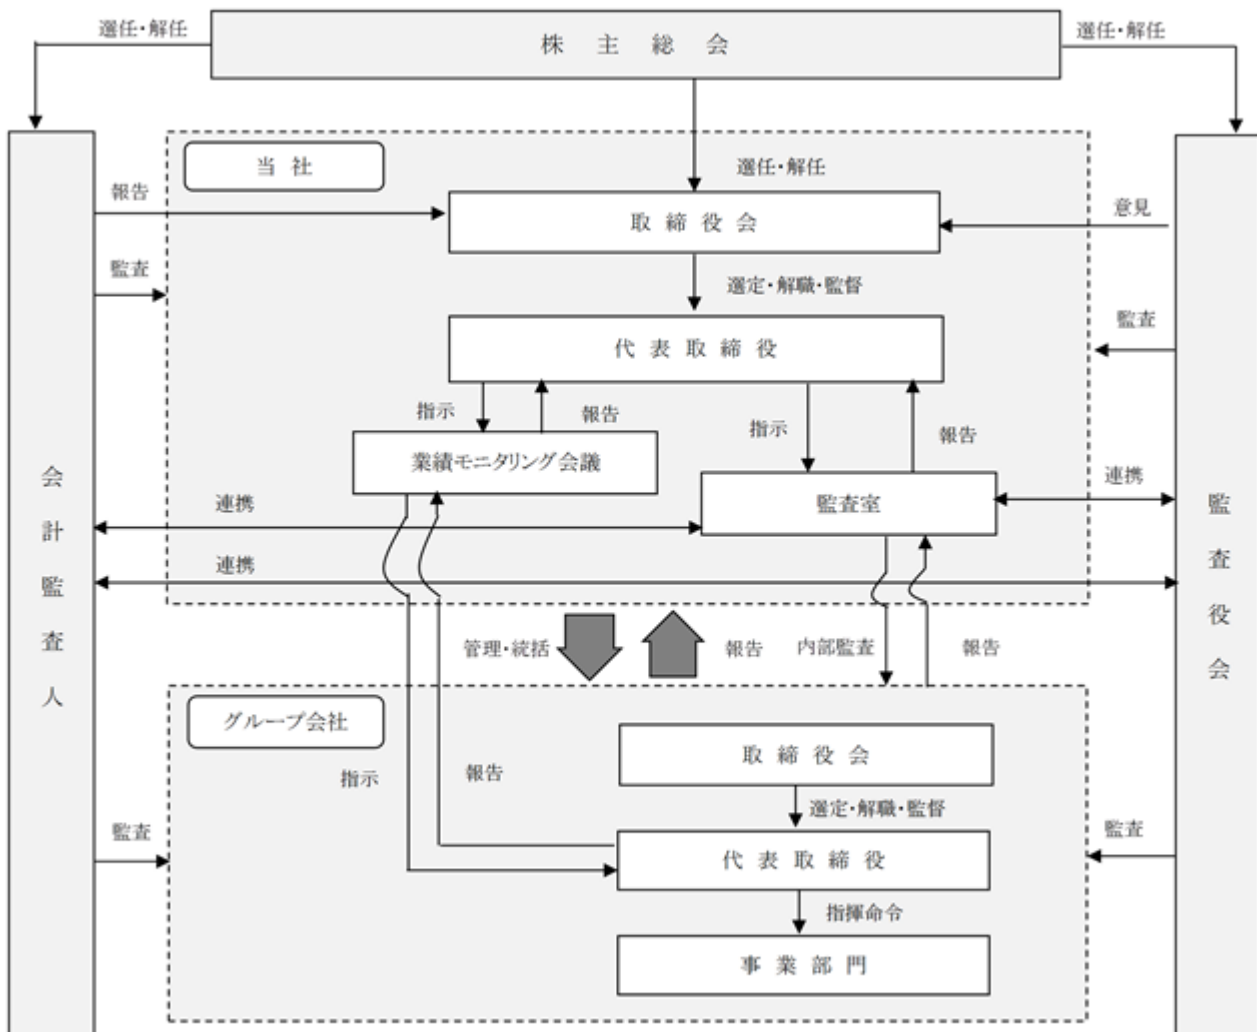 選任・解任
株 主 総 会
選任・解任
当 社
選任・解任
報告
取 締 役 会
意見
監査
選定・解職・監督
代 表 取 締 役
監査
指示
報告
指示
報告
業績モニタリング会議
連携
監査室
連携
連携
会計監査人
監査役会
管理・統括
報告
内部監査
報告
グループ会社
取 締 役 会
指示
報告
選定・解職・監督
監査
代 表 取 締 役
監査
指揮命令
事 業 部 門